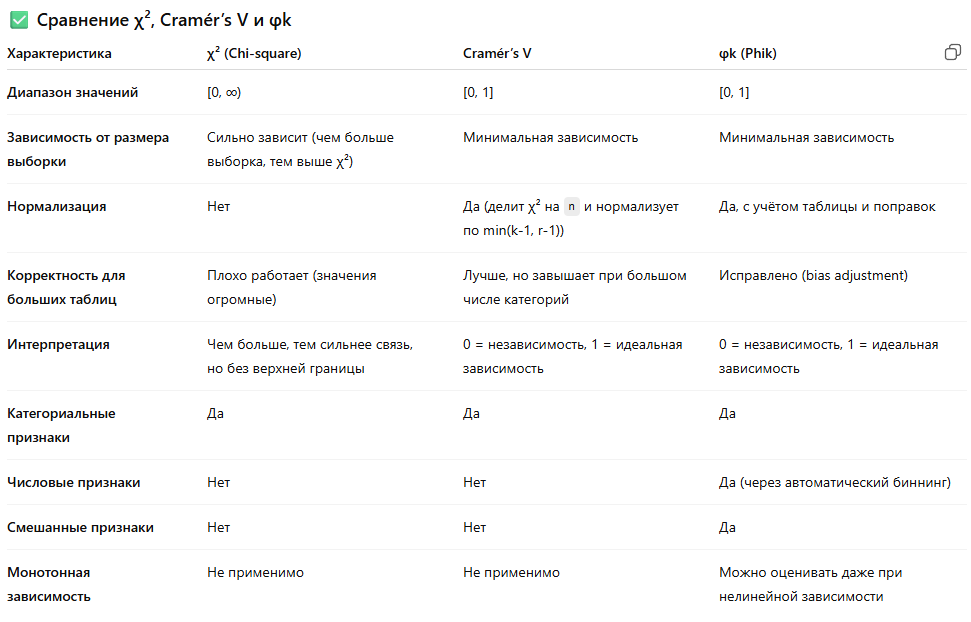 ✅ Сравнение χ², Cramér’s V и φk
Характеристика χ² (Chi-square) Cramér’s V φk (Phik)
Диапазон значений [0, ∞) [0, 1] [0, 1]
Зависимость от размера Сильно зависит (чем больше Минимальная зависимость Минимальная зависимость
выборки выборка, тем выше χ²)
Нормализация Нет Да (делит χ² на n и нормализует Да, с учётом таблицы и поправок
по min(k-1, r-1))
Корректность для Плохо работает (значения Лучше, но завышает при большом Исправлено (bias adjustment)
больших таблиц огромные) числе категорий
Интерпретация Чем больше, тем сильнее связь, 0 = независимость, 1 = идеальная 0 = независимость, 1 = идеальная
но без верхней границы зависимость зависимость
Категориальные Да Да Да
признаки
Числовые признаки Нет Нет Да (через автоматический биннинг)
Смешанные признаки Нет Нет Да
Монотонная Не применимо Не применимо Можно оценивать даже при
зависимость нелинейной зависимости